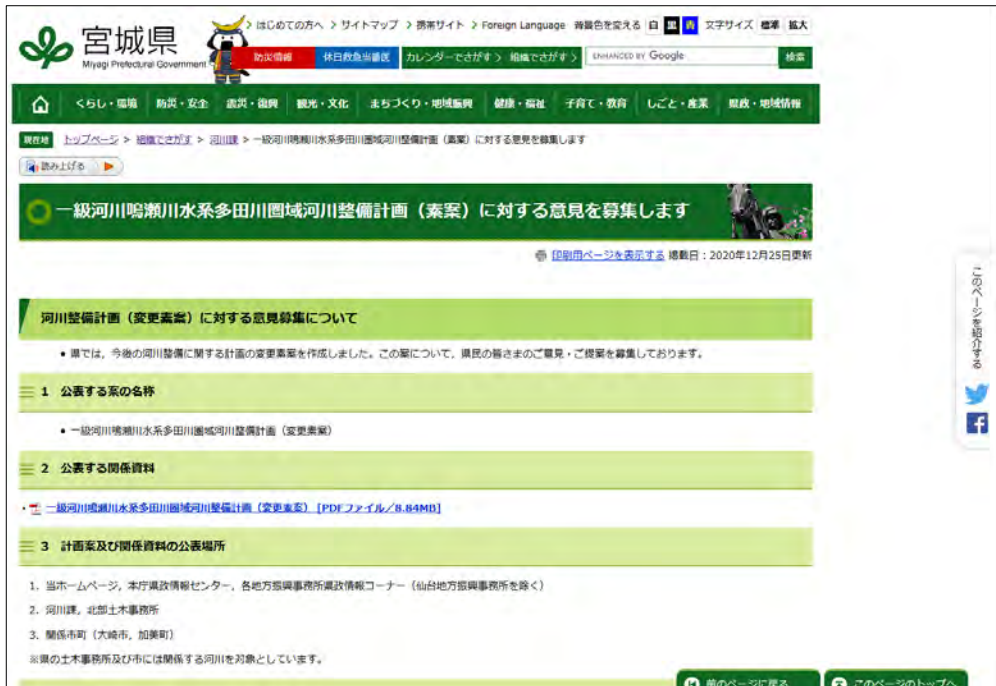 宮城県
Miyagi Prefectural Government
はじめての方へ サイトマップ 携帯サイト Foreign Language 背景色を変える 白 黒 青 文字サイズ 標準 拡大
防災情報 休日救急当番医 カレンダーでさがす 組織でさがす ENHANCED BY Google 検索
くらし・環境 防災・安全 震災・復興 観光・文化 まちづくり・地域振興 健康・福祉 子育て・教育 しごと・産業 県政・地域情報
現在地 トップページ > 組織でさがす > 河川課 > 一級河川鳴瀬川水系多田川圏域河川整備計画（素案）に対する意見を募集します
読み上げる
一級河川鳴瀬川水系多田川圏域河川整備計画（素案）に対する意見を募集します
印刷用ページを表示する 掲載日：2020年12月25日更新
河川整備計画（変更素案）に対する意見募集について
• 県では，今後の河川整備に関する計画の変更素案を作成しました。この案について，県民の皆さまのご意見・ご提案を募集しております。
1 公表する案の名称
• 一級河川鳴瀬川水系多田川圏域河川整備計画（変更素案）
2 公表する関係資料
・ 一級河川鳴瀬川水系多田川圏域河川整備計画（変更素案） [PDFファイル／8.84MB]
3 計画案及び関係資料の公表場所
1. 当ホームページ，本庁県政情報センター，各地方振興事務所県政情報コーナー（仙台地方振興事務所を除く）
2. 河川課，北部土木事務所
3. 関係市町（大崎市，加美町）
※県の土木事務所及び市には関係する河川を対象としています。
前のページに戻る このページのトップへ
このページを紹介する